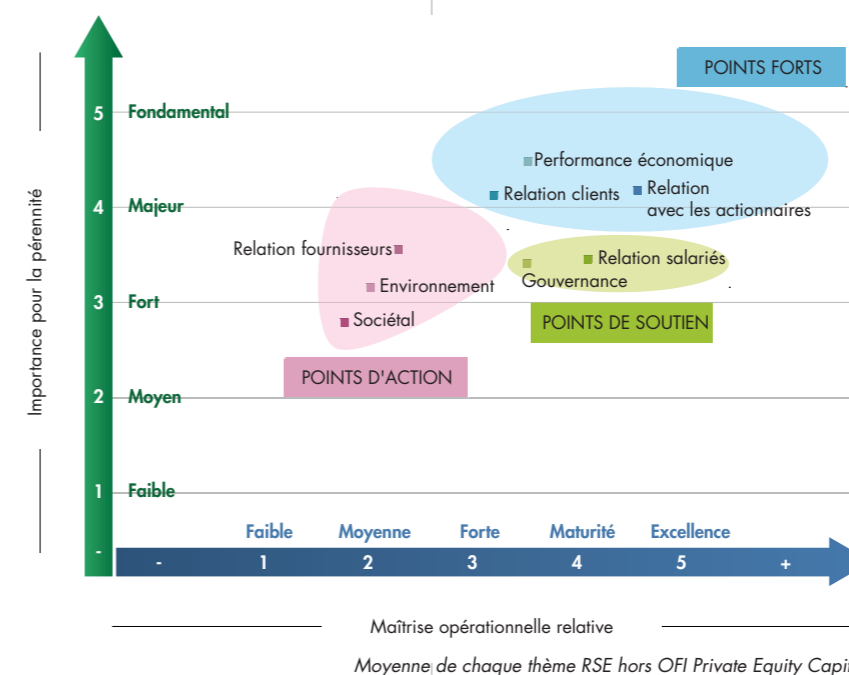 POINTS FORTS
5 Fondamental
Performance économique
Relation clients
Relation
avec les actionnaires
4 Majeur
Relation fournisseurs
Relation salariés
Gouvernance
Environnement
3 Fort
Sociétal
POINTS DE SOUTIEN
POINTS D'ACTION
2 Moyen
1 Faible
Importance pour la pérennité
Faible Moyenne Forte Maturité Excellence
-
- 1 2 3 4 5 +
Maîtrise opérationnelle relative
Moyenne de chaque thème RSE hors OFI Private Equity Capi